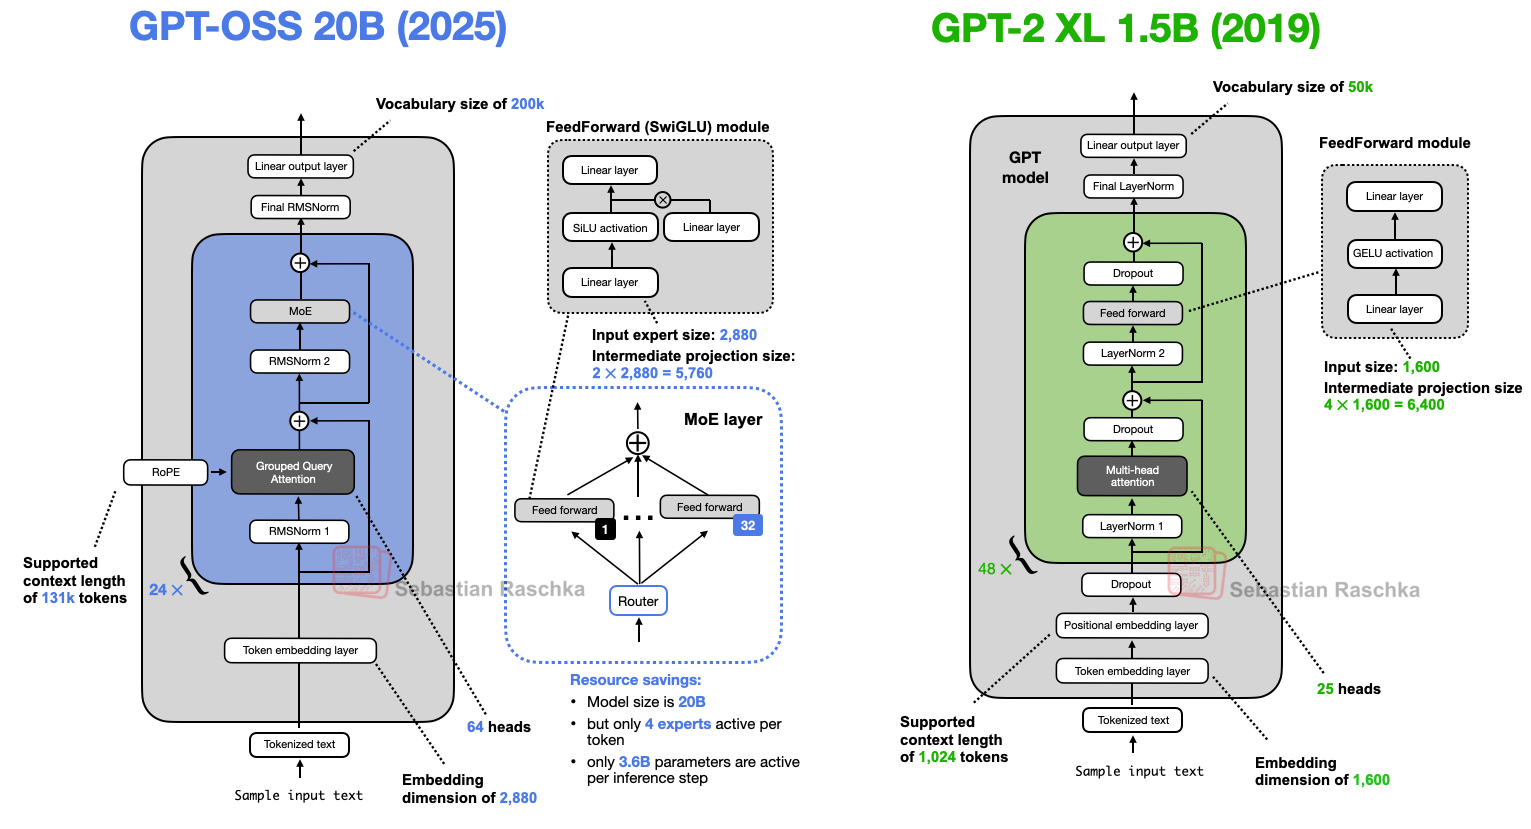 GPT-OSS 20B (2025)
Vocabulary size of 200k
Linear output layer
Final RMSNorm
MoE
RMSNorm 2
RoPE
Grouped Query
Attention
RMSNorm 1
Supported
context length
of 131k tokens
24 ×
Sebastian Raschka
Token embedding layer
Tokenized text
Sample input text
64 heads
Embedding
dimension of 2,880
FeedForward (SwiGLU) module
Linear layer
SiLU activation
Linear layer
Linear layer
Input expert size: 2,880
Intermediate projection size:
2 × 2,880 = 5,760
MoE layer
Feed forward
1
...
Feed forward
32
Router
Resource savings:
• Model size is 20B
• but only 4 experts active per
token
• only 3.6B parameters are active
per inference step
GPT-2 XL 1.5B (2019)
Vocabulary size of 50k
GPT
model
Linear output layer
Final LayerNorm
Dropout
Feed forward
LayerNorm 2
Dropout
Multi-head
attention
LayerNorm 1
48 ×
Sebastian Raschka
Dropout
Positional embedding layer
Token embedding layer
Tokenized text
Sample input text
Supported
context length
of 1,024 tokens
25 heads
Embedding
dimension of 1,600
FeedForward module
Linear layer
GELU activation
Linear layer
Input size: 1,600
Intermediate projection size
4 × 1,600 = 6,400